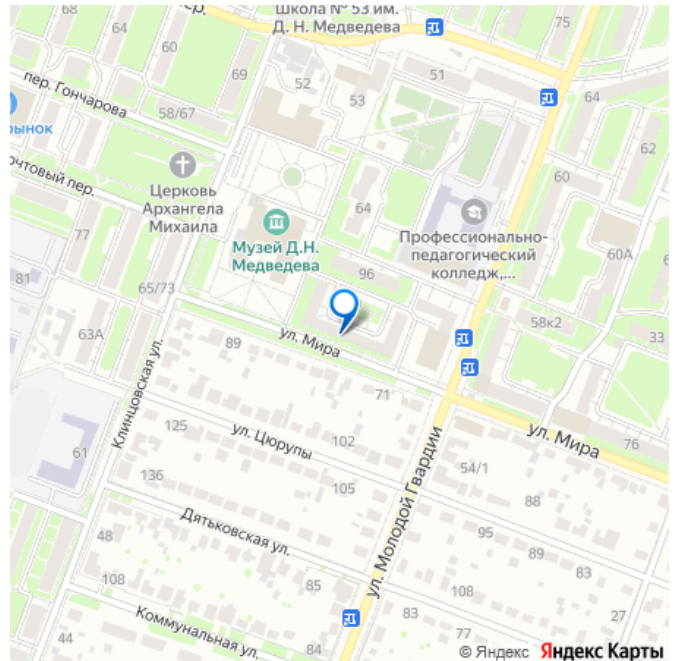 68
64
пер.
Школа № 53 им.
Д. Н. Медведева
75
60
69
52
51
53
64
пер. Гончарова
58/67
рынок
62
Церковь
Архангела
Михаила
очтовый пер.
60
64
Профессионально-
педагогический
колледж,...
77
Музей Д.Н.
Медведева
60А
96
81
65/73
58к2
33
63А
ул. Мира
89
71
Клинцовская ул.
ул. Мира
76
125
ул. Цюрупы
102
61
54/1
136
105
88
ул. Молодой Гвардии
Дятьковская ул.
95
48
89
83
108
85
108
27
83
Коммунальная ул.
77
44
84
© Яндекс Яндекс Карты